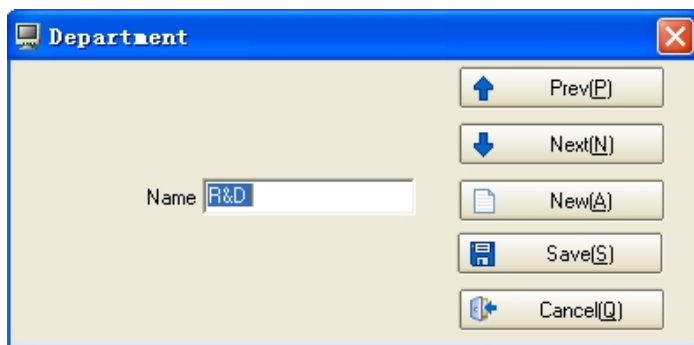 Department
Prev(P)
Next(N)
Name R&D
New(A)
Save(S)
Cancel(Q)